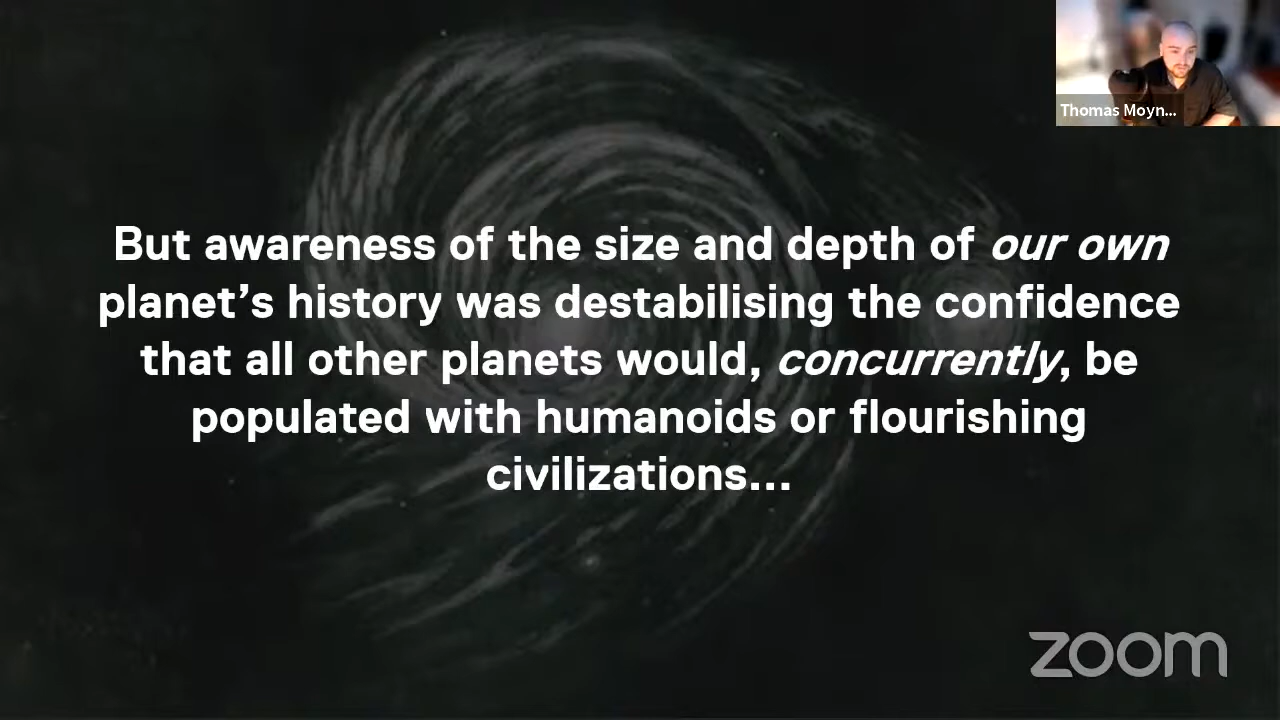 Thomas Moyn...
But awareness of the size and depth of our own
planet’s history was destabilising the confidence
that all other planets would, concurrently, be
populated with humanoids or flourishing
civilizations...
zoom